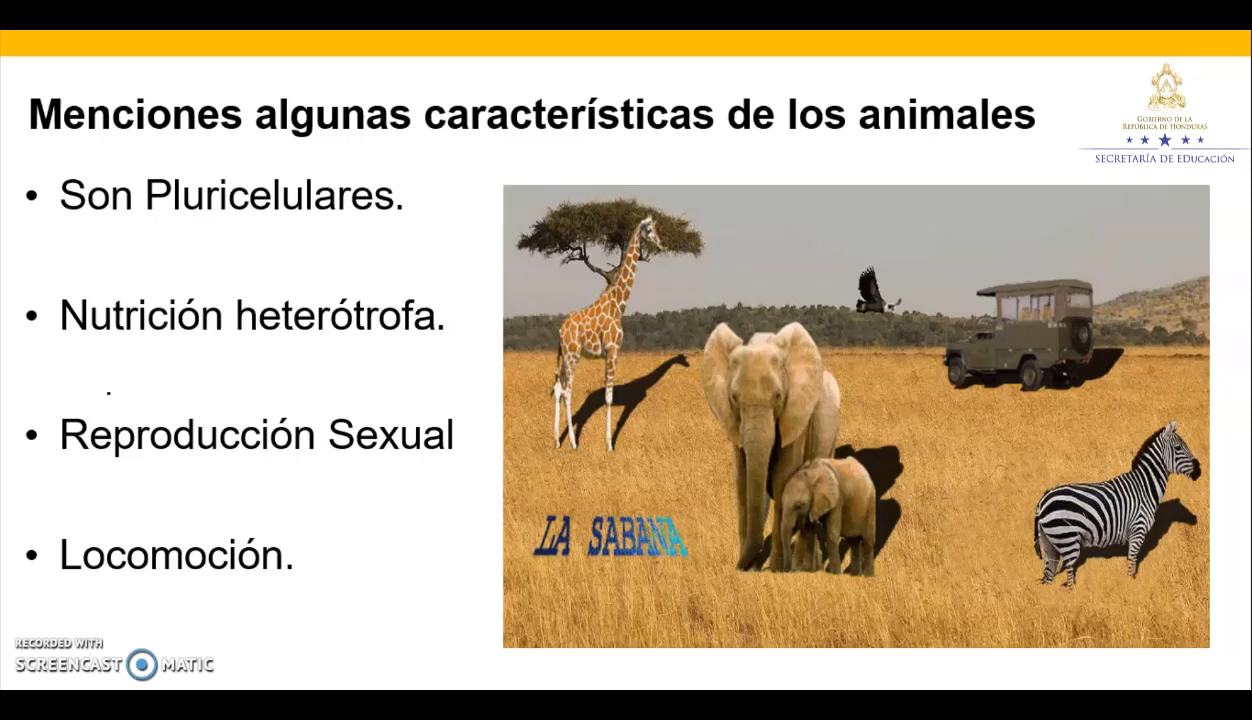 Menciones algunas características de los animales
GOBIERNO DE LA
REPÚBLICA DE HONDURAS
SECRETARÍA DE EDUCACIÓN
• Son Pluricelulares.
• Nutrición heterótrofa.
.
• Reproducción Sexual
• Locomoción.
LA SABANA
RECORDED WITH
SCREENCAST MATIC